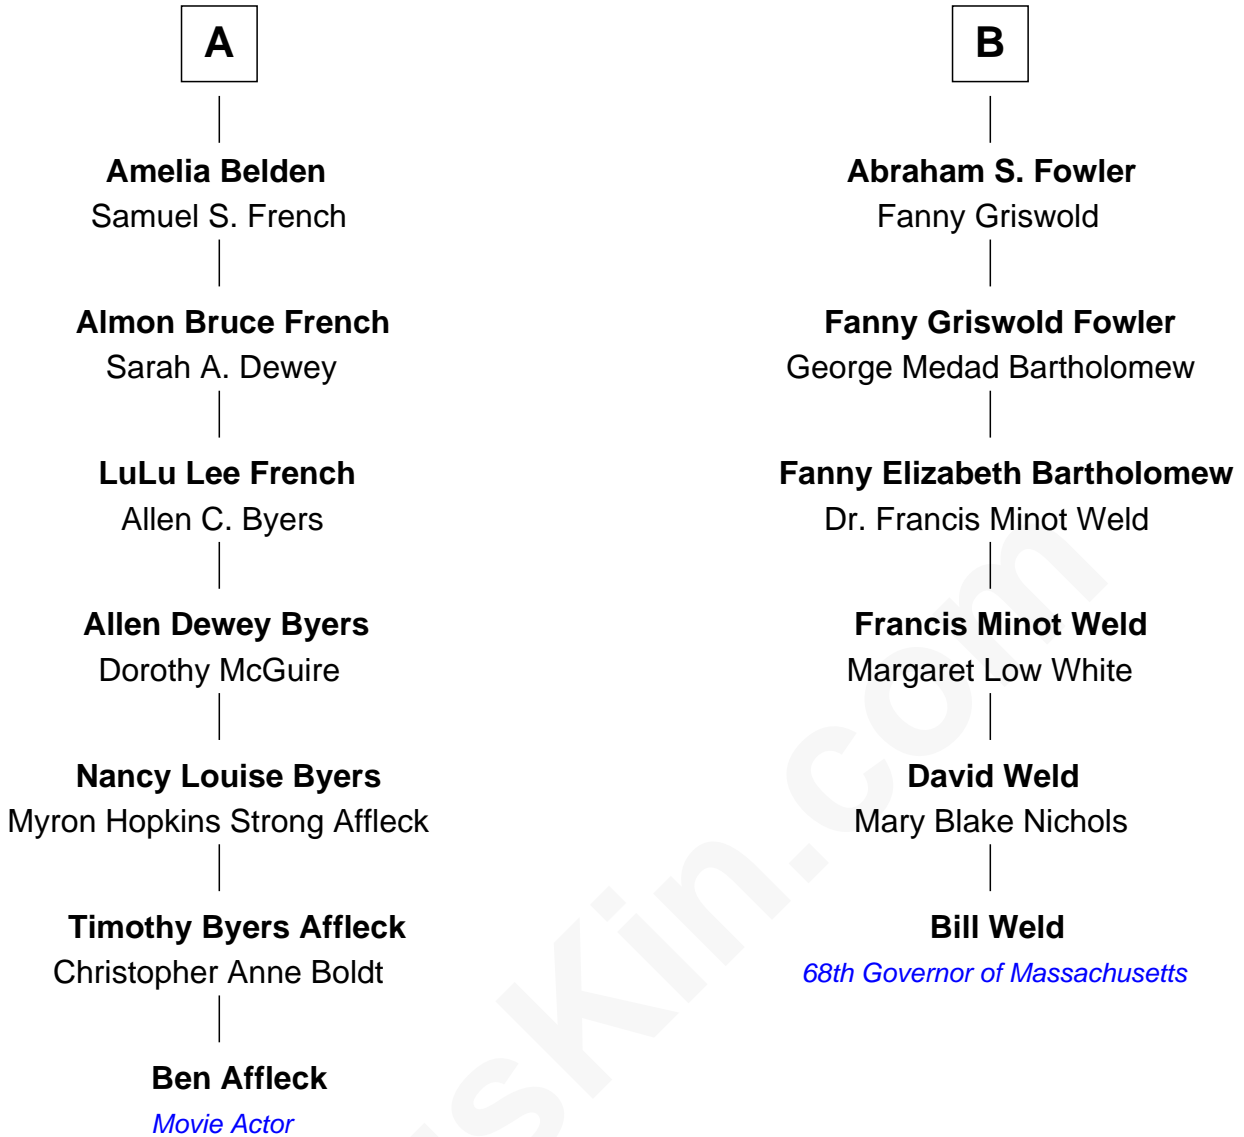 A
Amelia Belden
Samuel S. French
Almon Bruce French
Sarah A. Dewey
LuLu Lee French
Allen C. Byers
Allen Dewey Byers
Dorothy McGuire
Nancy Louise Byers
Myron Hopkins Strong Affleck
Timothy Byers Affleck
Christopher Anne Boldt
Ben Affleck
Movie Actor
B
Abraham S. Fowler
Fanny Griswold
Fanny Griswold Fowler
George Medad Bartholomew
Fanny Elizabeth Bartholomew
Dr. Francis Minot Weld
Francis Minot Weld
Margaret Low White
David Weld
Mary Blake Nichols
Bill Weld
68th Governor of Massachusetts
sKin.com